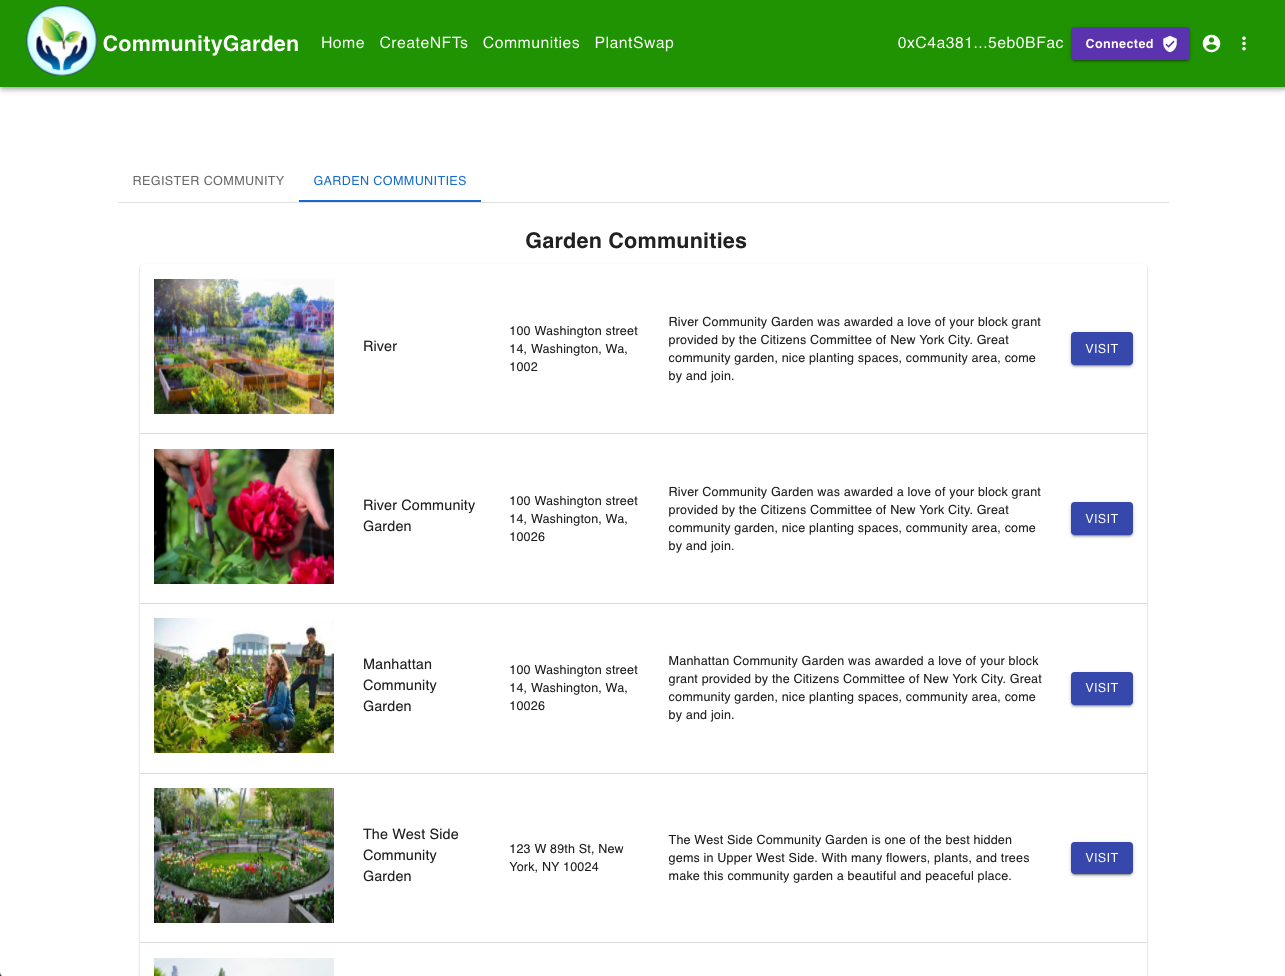 CommunityGarden Home CreateNFTs Communities PlantSwap 0xC4a381...5eb0BFac Connected
REGISTER COMMUNITY GARDEN COMMUNITIES
Garden Communities
River
100 Washington street
14, Washington, Wa,
1002
River Community Garden was awarded a love of your block grant
provided by the Citizens Committee of New York City. Great
community garden, nice planting spaces, community area, come
by and join.
VISIT
River Community
Garden
100 Washington street
14, Washington, Wa,
10026
River Community Garden was awarded a love of your block grant
provided by the Citizens Committee of New York City. Great
community garden, nice planting spaces, community area, come
by and join.
VISIT
Manhattan
Community
Garden
100 Washington street
14, Washington, Wa,
10026
Manhattan Community Garden was awarded a love of your block
grant provided by the Citizens Committee of New York City. Great
community garden, nice planting spaces, community area, come
by and join.
VISIT
The West Side
Community
Garden
123 W 89th St, New
York, NY 10024
The West Side Community Garden is one of the best hidden
gems in Upper West Side. With many flowers, plants, and trees
make this community garden a beautiful and peaceful place.
VISIT